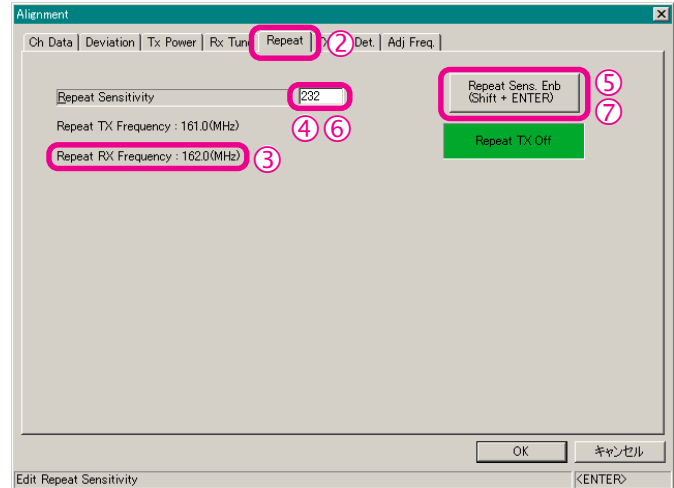 Alignment
Ch Data Deviation Tx Power Rx Tun Repeat ② Det. Adj Freq.
Repeat Sensitivity 232
④ ⑥
Repeat Sens. Enb
(Shift + ENTER)
⑤
⑦
Repeat TX Frequency : 161.0(MHz)
Repeat TX Off
Repeat RX Frequency : 162.0(MHz) ③
OK キャンセル
Edit Repeat Sensitivity <ENTER>